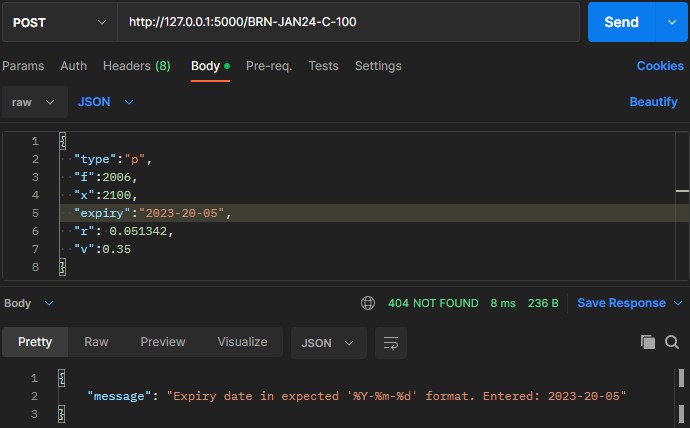 POST http://127.0.0.1:5000/BRN-JAN24-C-100 Send
Params Auth Headers (8) Body Pre-req. Tests Settings Cookies
raw JSON Beautify
1 {
2 "type":"p",
3 "f":2006,
4 "x":2100,
5 "expiry":"2023-20-05",
6 "r": 0.051342,
7 "v":0.35
8 }
Body 404 NOT FOUND 8 ms 236 B Save Response
Pretty Raw Preview Visualize JSON
1 {
2 "message": "Expiry date in expected '%Y-%m-%d' format. Entered: 2023-20-05"
3 }